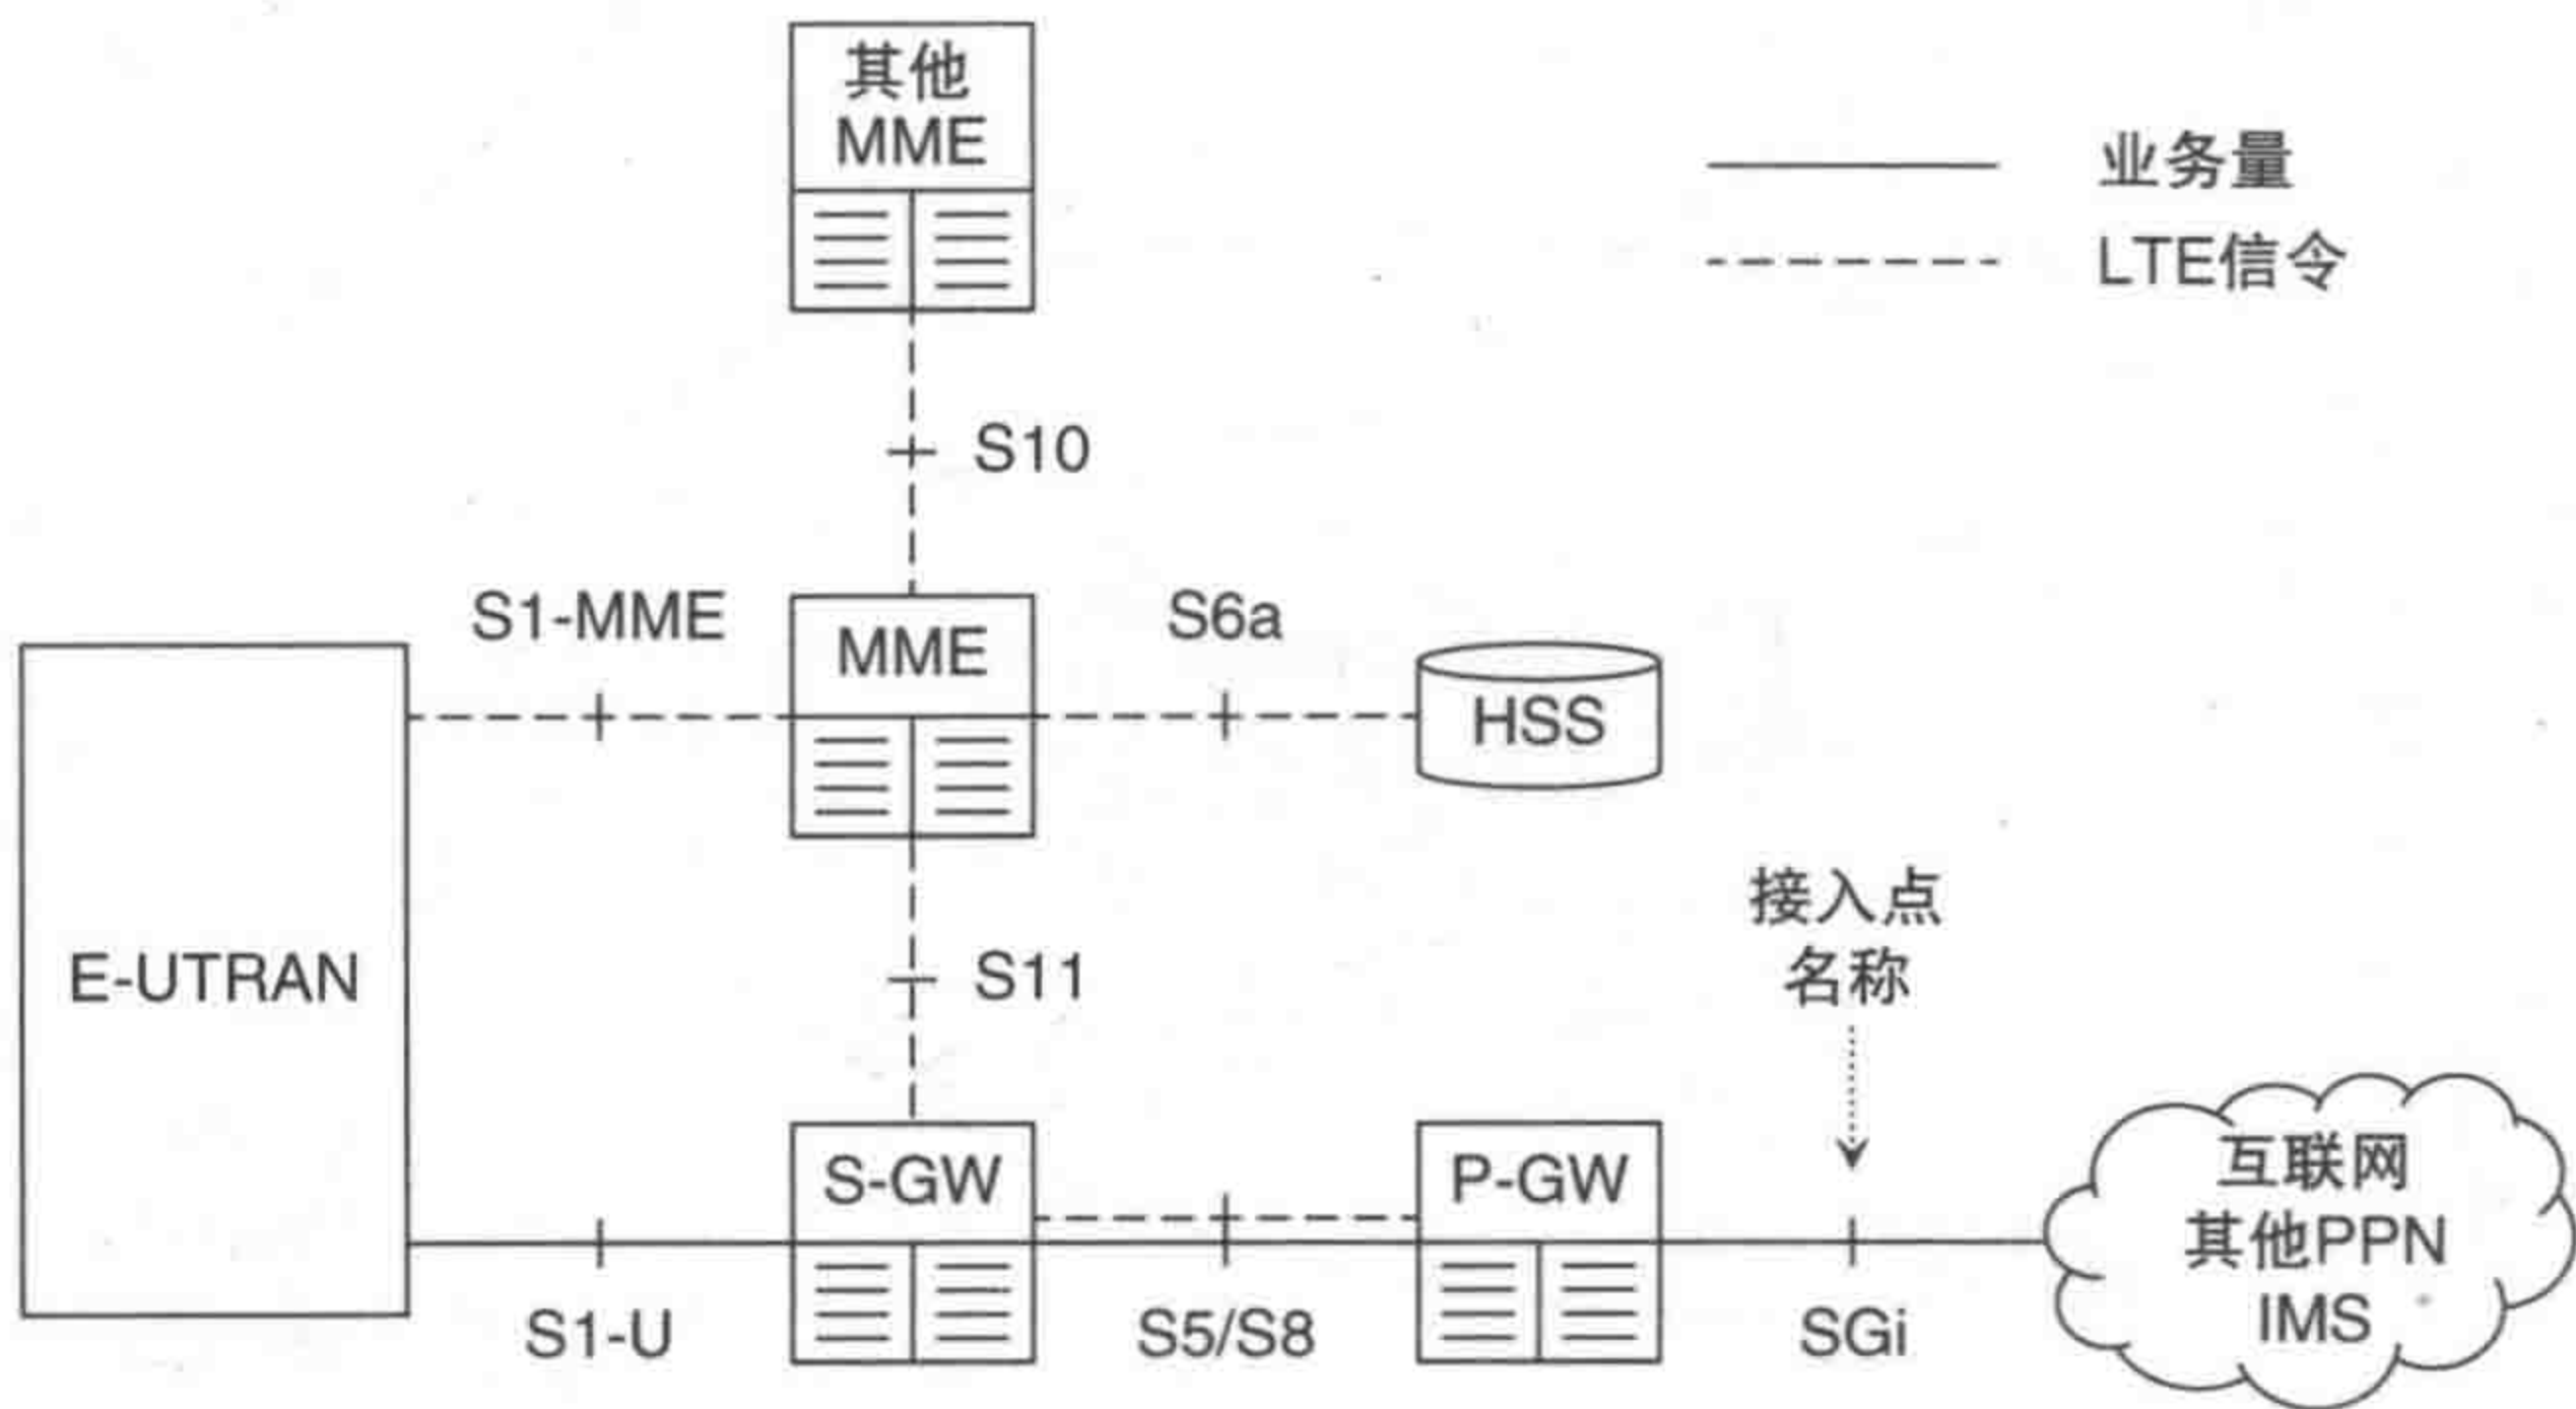 其他
MME
业务量
LTE信令
S10
S1-MME
MME
S6a
HSS
E-UTRAN
S11
接入点
名称
S-GW
P-GW
S1-U
S5/S8
SGi
互联网
其他PPN
IMS